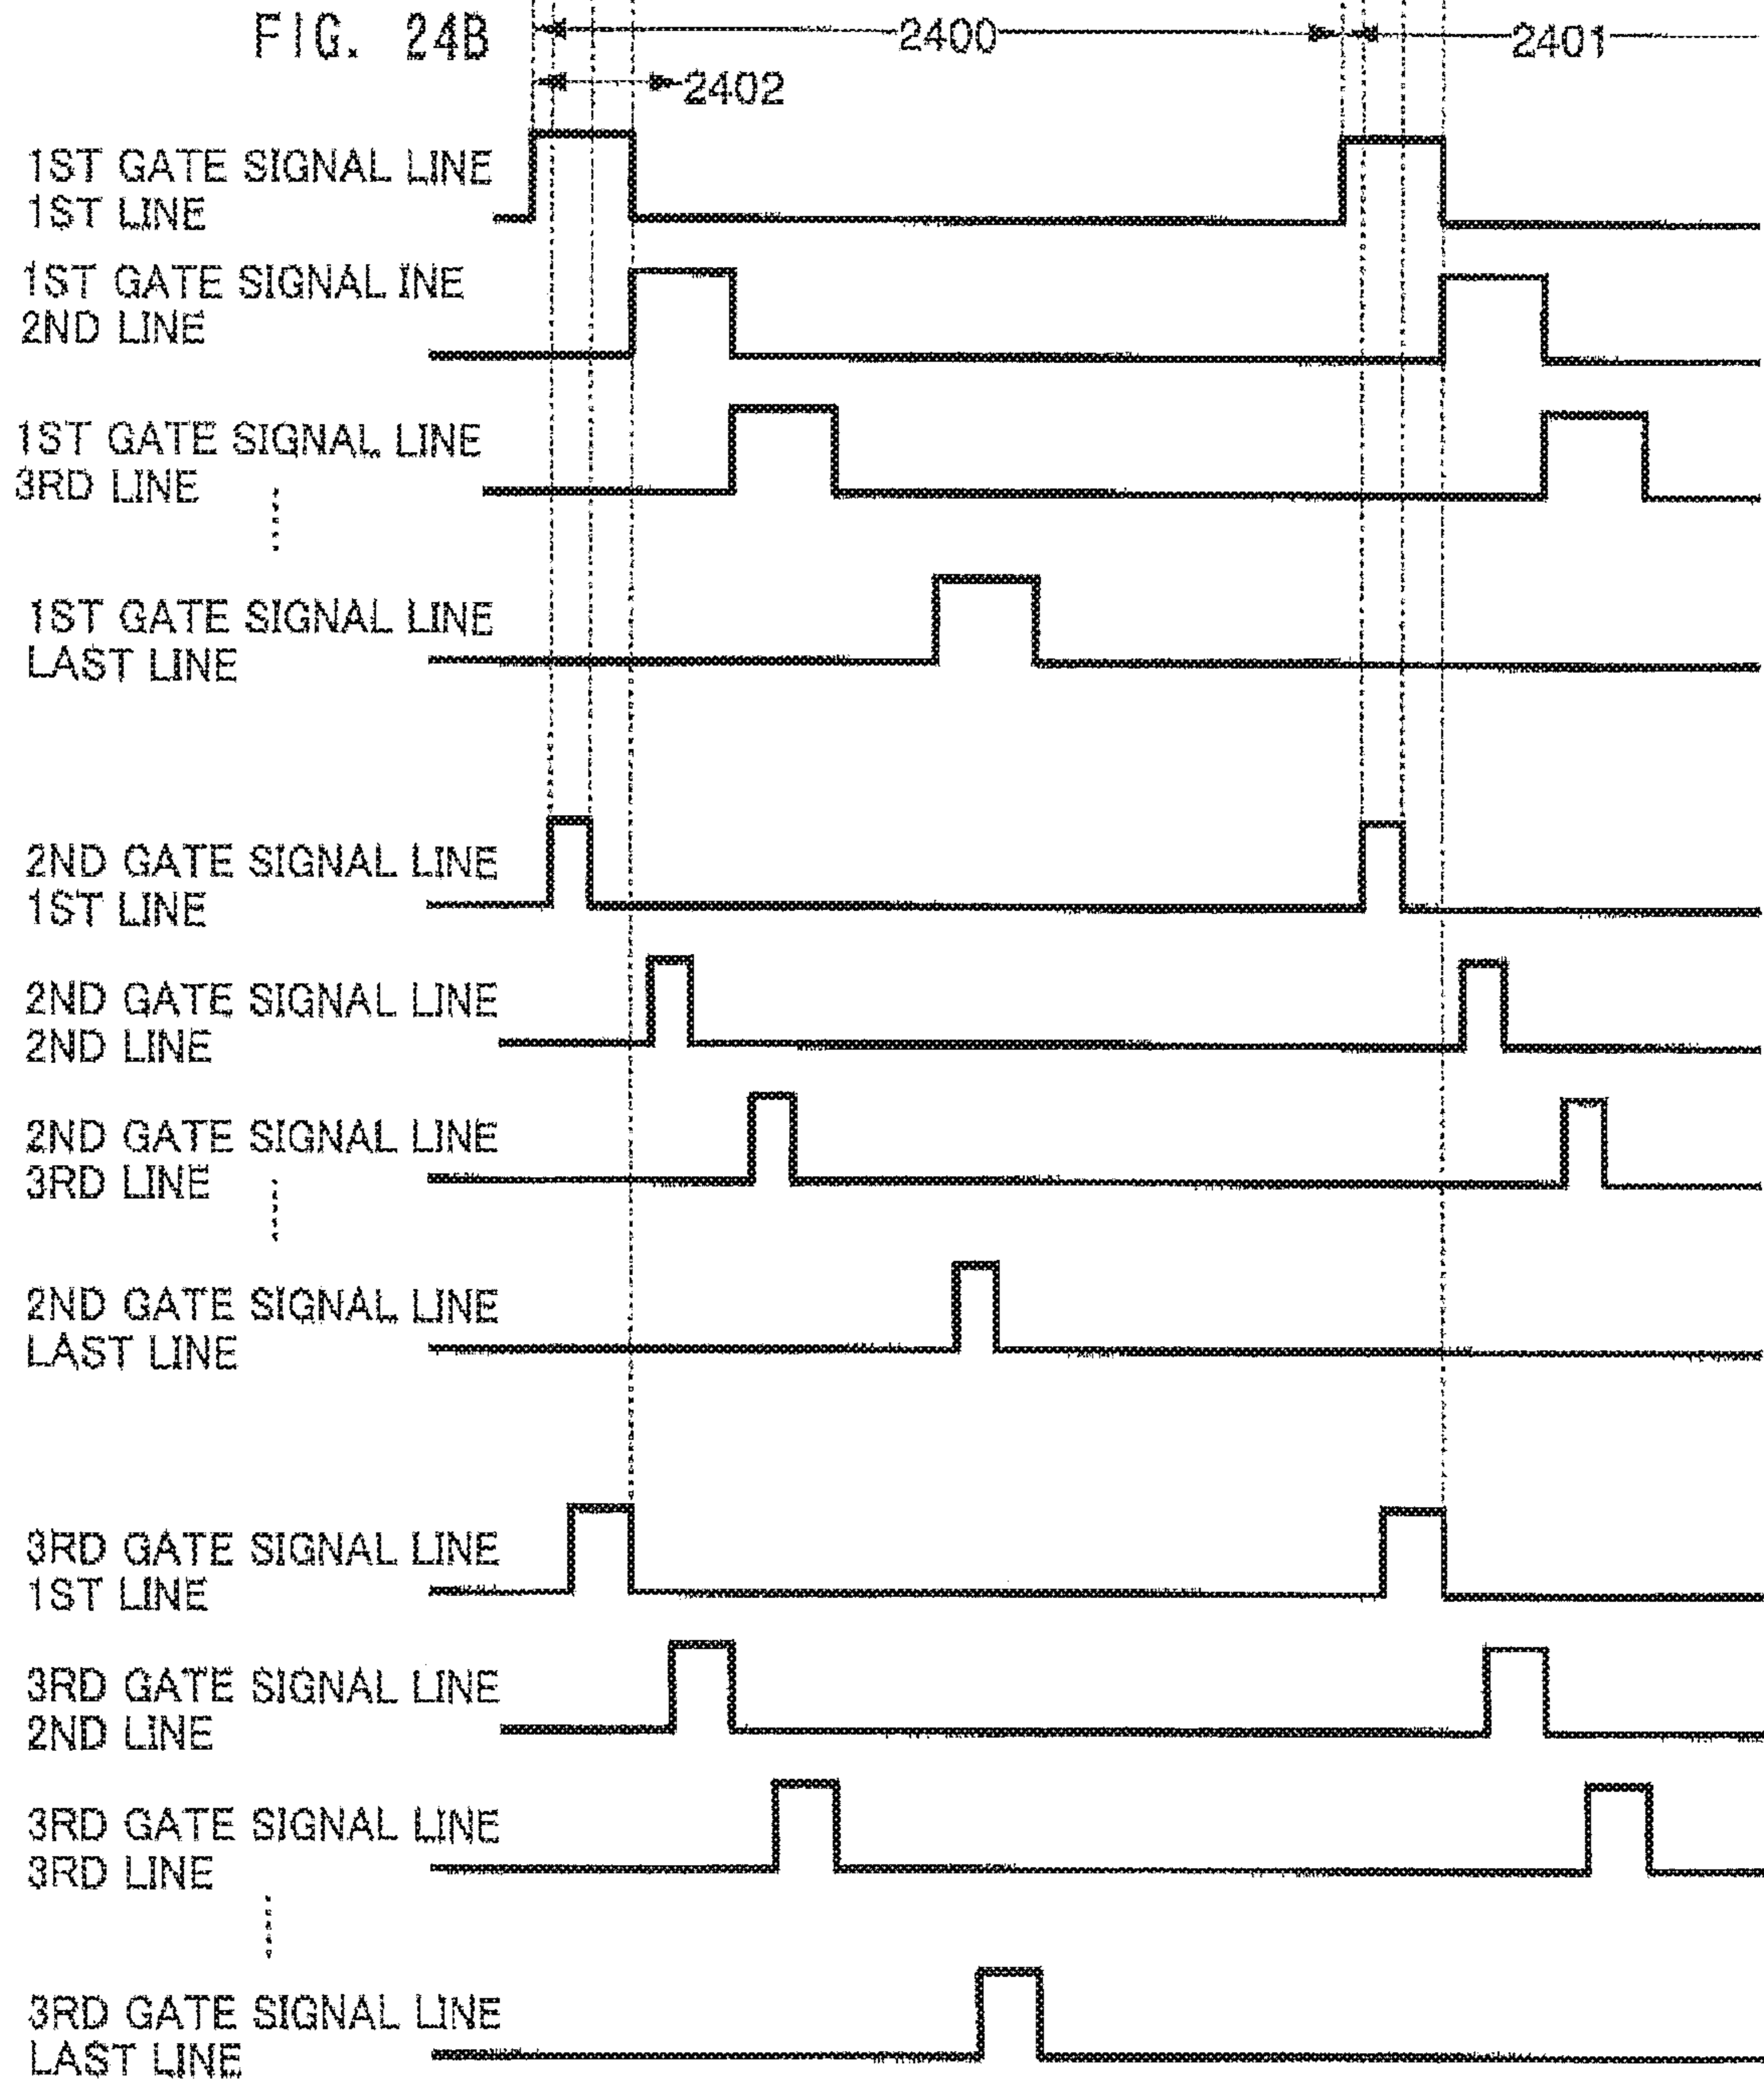 FIG. 24B
2400
2401
2402
1ST GATE SIGNAL LINE
1ST LINE
1ST GATE SIGNAL INE
2ND LINE
1ST GATE SIGNAL LINE
3RD LINE
1ST GATE SIGNAL LINE
LAST LINE
2ND GATE SIGNAL LINE
1ST LINE
2ND GATE SIGNAL LINE
2ND LINE
2ND GATE SIGNAL LINE
3RD LINE
2ND GATE SIGNAL LINE
LAST LINE
3RD GATE SIGNAL LINE
1ST LINE
3RD GATE SIGNAL LINE
2ND LINE
3RD GATE SIGNAL LINE
3RD LINE
3RD GATE SIGNAL LINE
LAST LINE